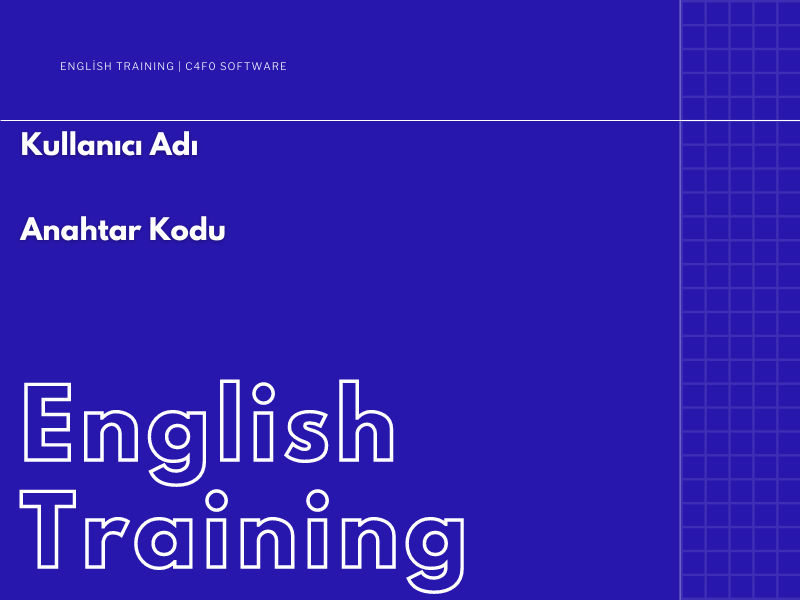 ENGLİSH TRAINING | C4F0 SOFTWARE
Kullanıcı Adı
Anahtar Kodu
English
Training